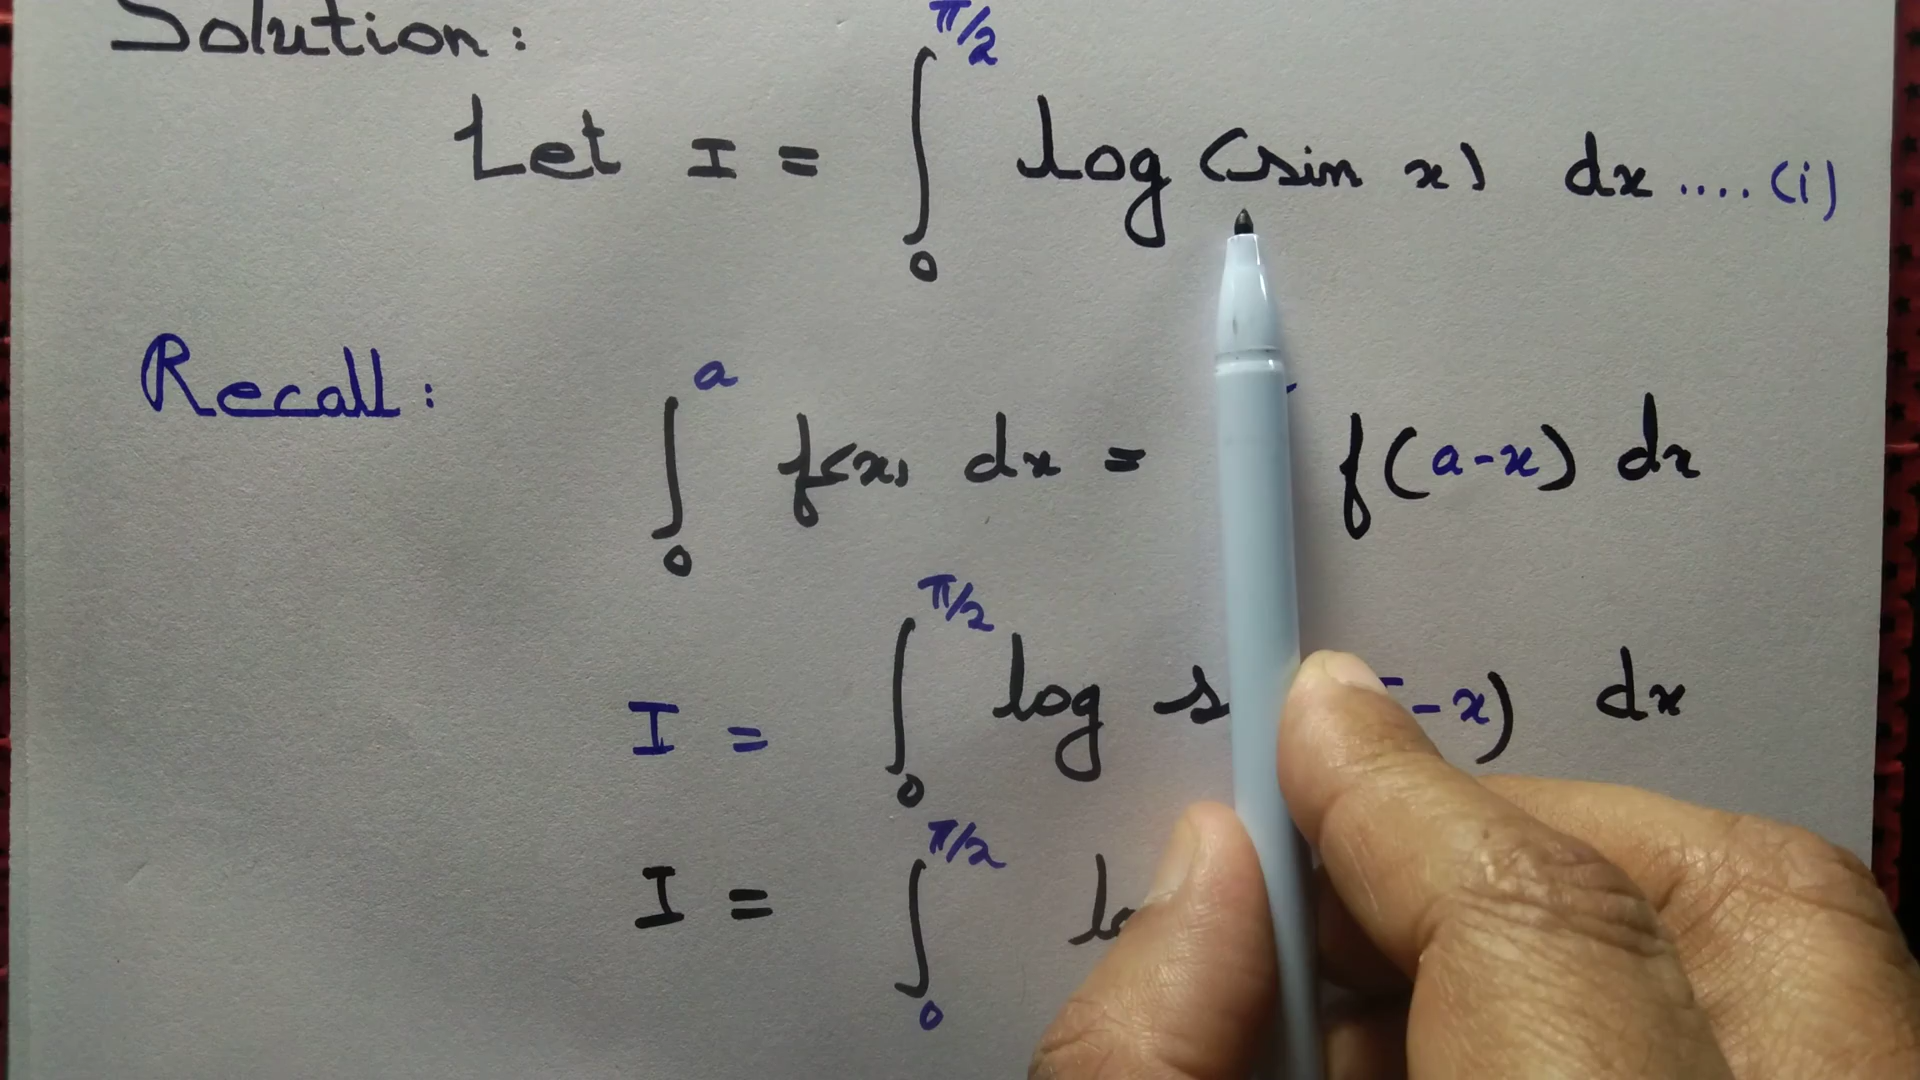 Solution:
Let I = ∫₀^π/2 log (sin x) dx .... (i)
Recall: ∫₀^a f(x) dx = f(a-x) dx
I = ∫₀^π/2 log -x) dx
I = ∫₀^π/2